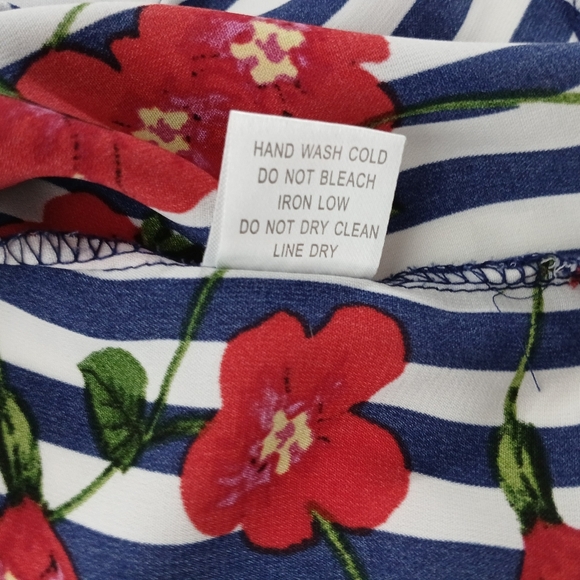 HAND WASH COLD
DO NOT BLEACH
IRON LOW
DO NOT DRY CLEAN
LINE DRY